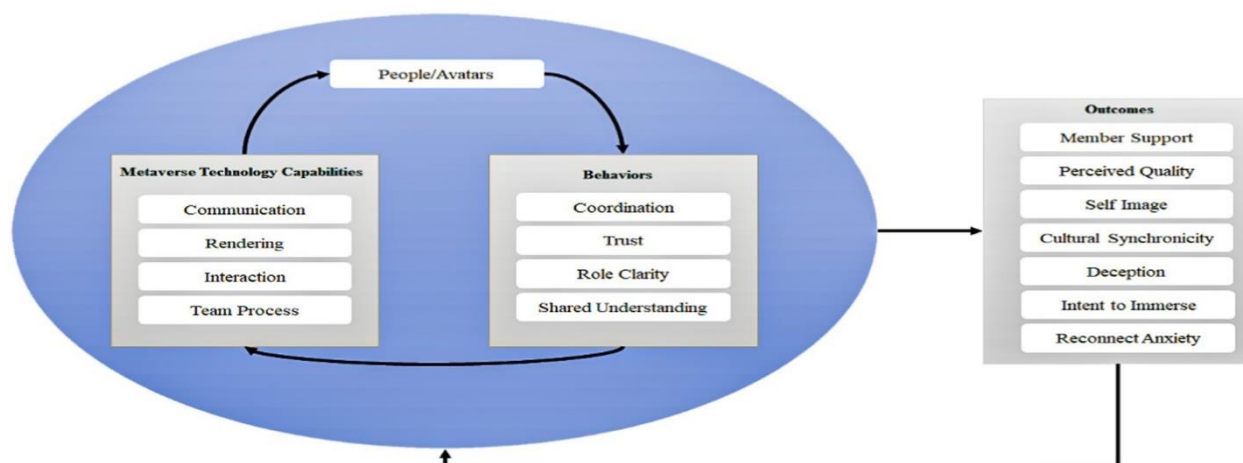 People/Avatars
Metaverse Technology Capabilities
Communication
Rendering
Interaction
Team Process
Behaviors
Coordination
Trust
Role Clarity
Shared Understanding
Outcomes
Member Support
Perceived Quality
Self Image
Cultural Synchronicity
Deception
Intent to Immerse
Reconnect Anxiety